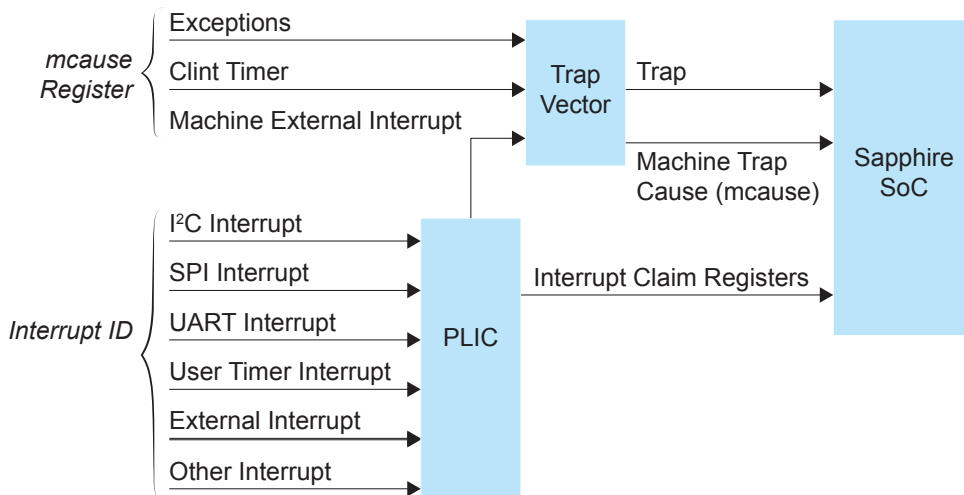 Exceptions
mcause
Register
Clint Timer
Machine External Interrupt
Trap
Vector
Trap
Machine Trap
Cause (mcause)
Sapphire
SoC
I²C Interrupt
SPI Interrupt
Interrupt ID
UART Interrupt
User Timer Interrupt
External Interrupt
Other Interrupt
PLIC
Interrupt Claim Registers